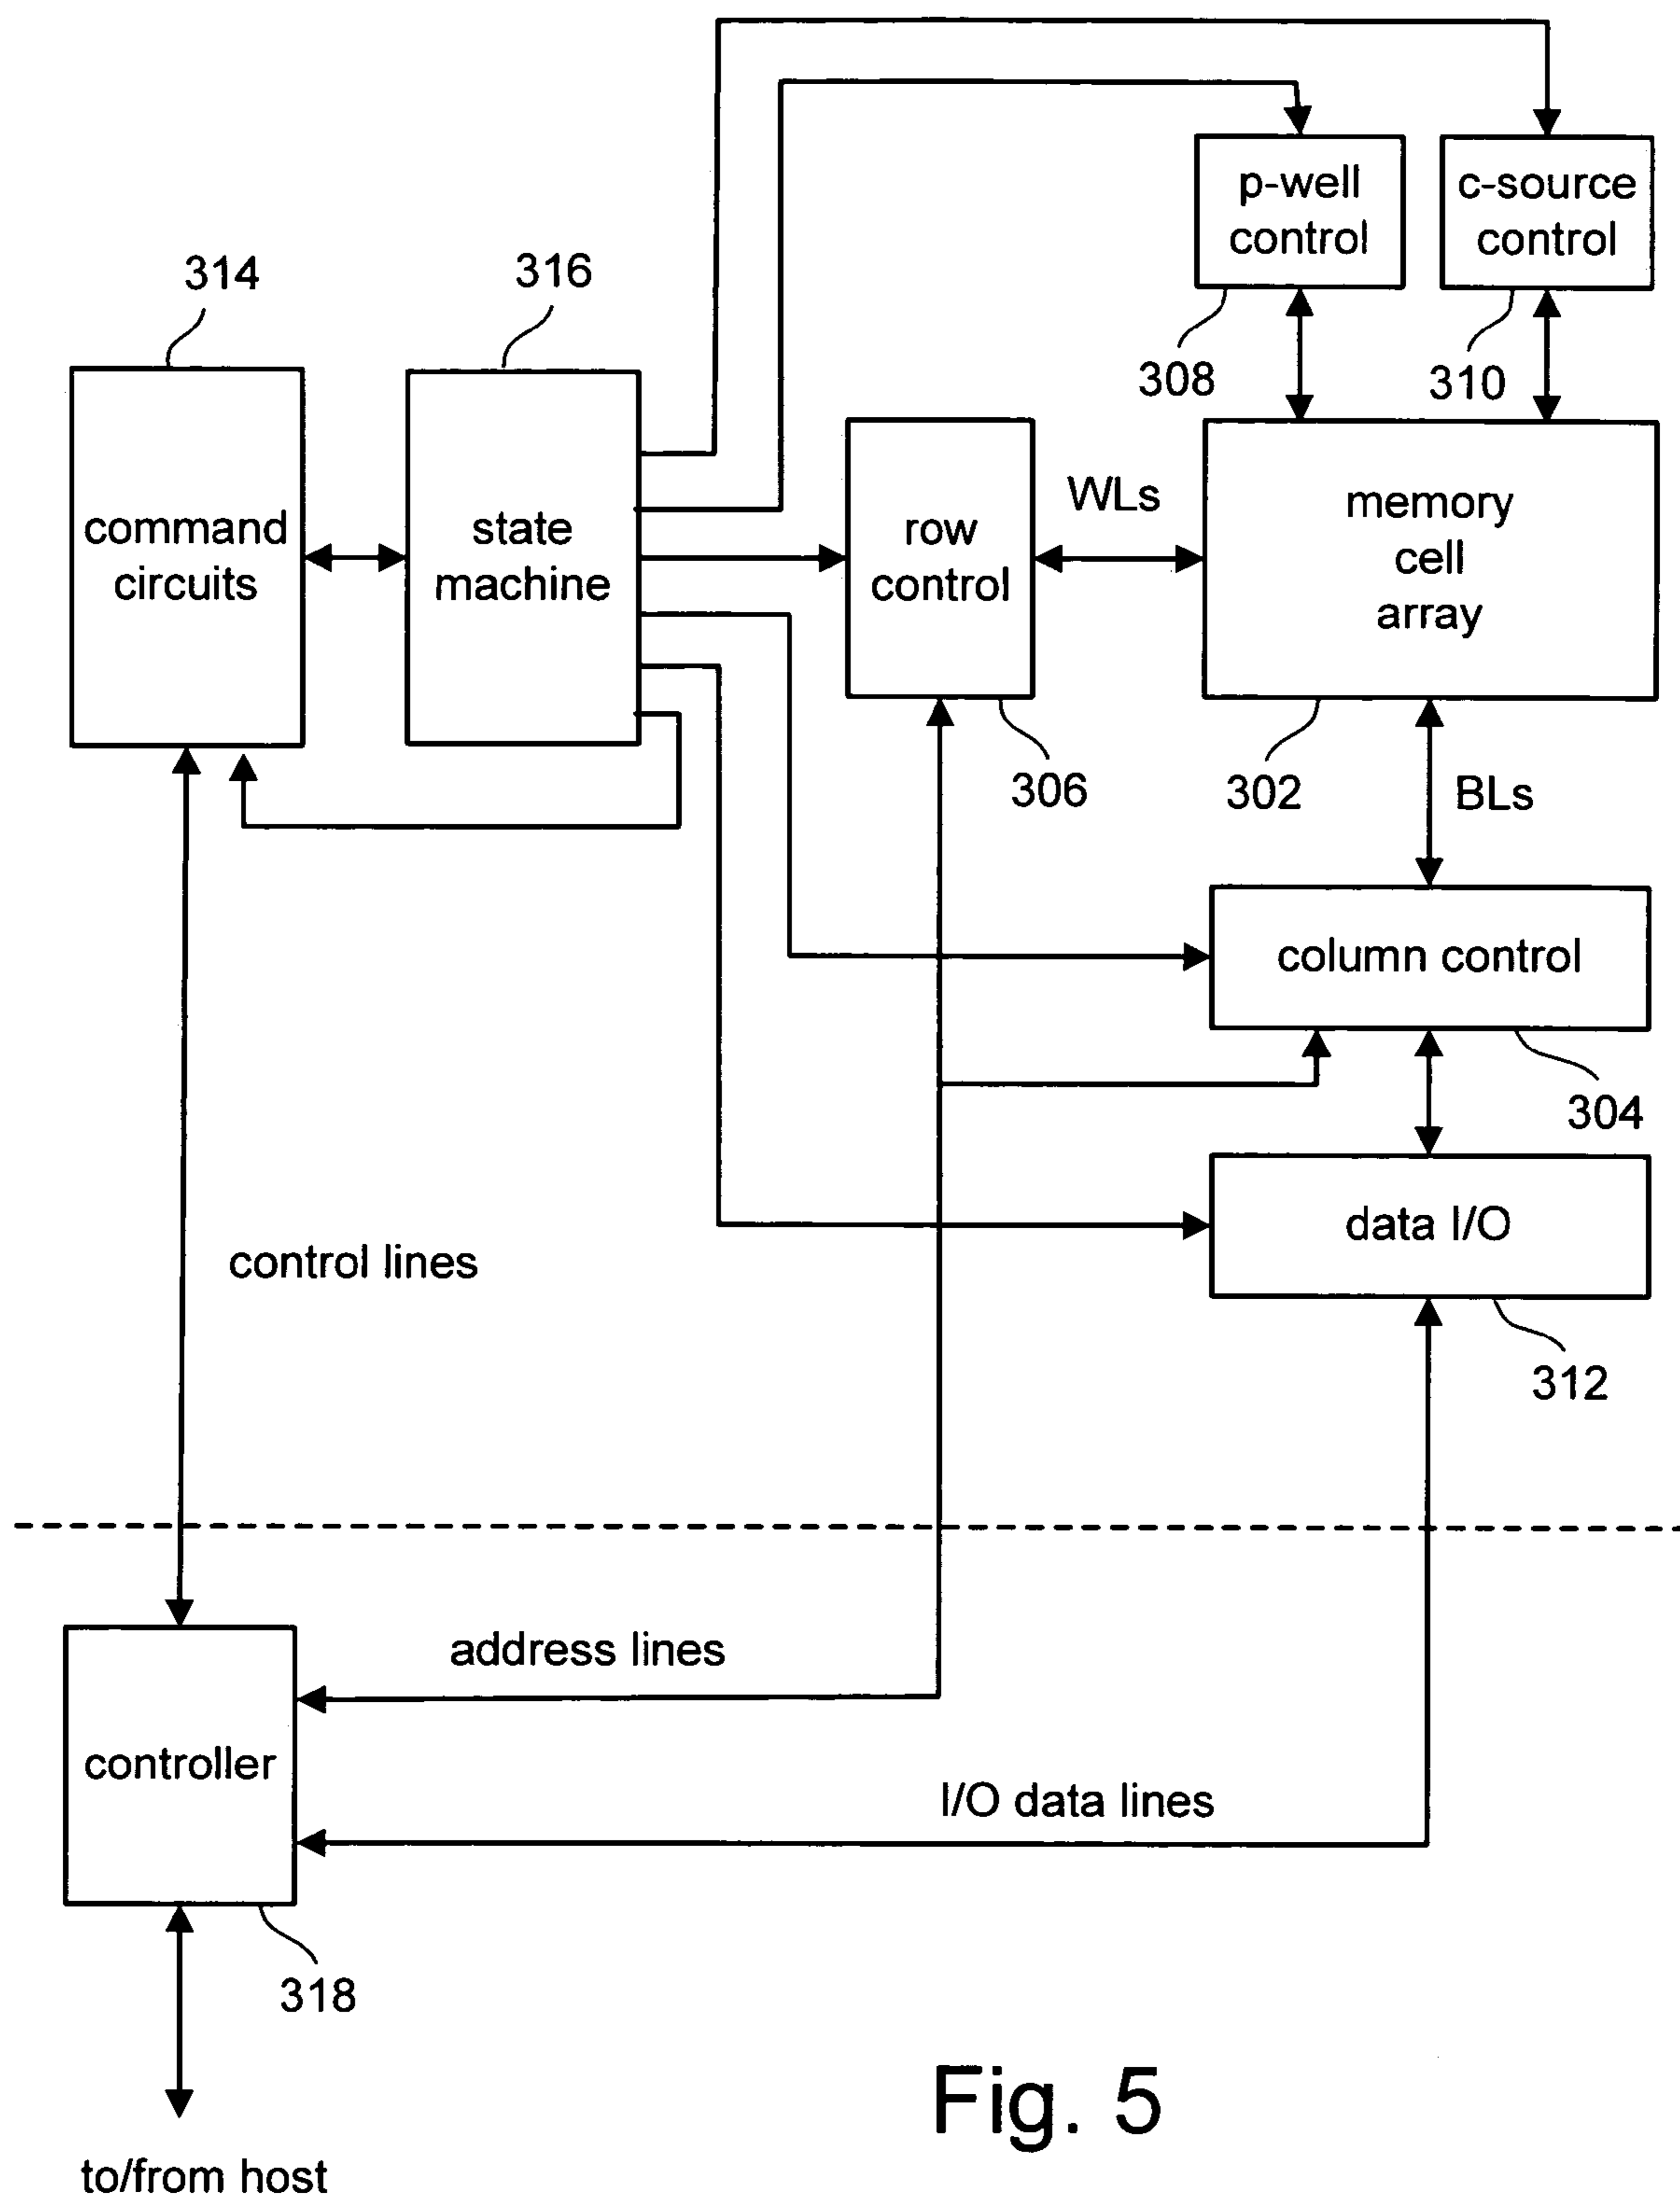 p-well
control
c-source
control
314
316
308
310
command
circuits
state
machine
row
control
WLs
memory
cell
array
306
302
BLs
column control
304
data I/O
312
control lines
address lines
controller
I/O data lines
318
Fig. 5
to/from host